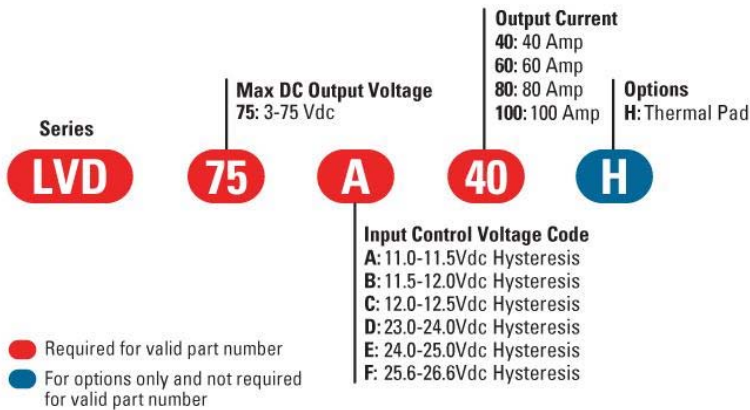 Output Current
40: 40 Amp
60: 60 Amp
80: 80 Amp
100: 100 Amp
Max DC Output Voltage
75: 3-75 Vdc
Options
H: Thermal Pad
Series
LVD
75
A
40
H
Input Control Voltage Code
A: 11.0-11.5Vdc Hysteresis
B: 11.5-12.0Vdc Hysteresis
C: 12.0-12.5Vdc Hysteresis
D: 23.0-24.0Vdc Hysteresis
E: 24.0-25.0Vdc Hysteresis
F: 25.6-26.6Vdc Hysteresis
Required for valid part number
For options only and not required
for valid part number